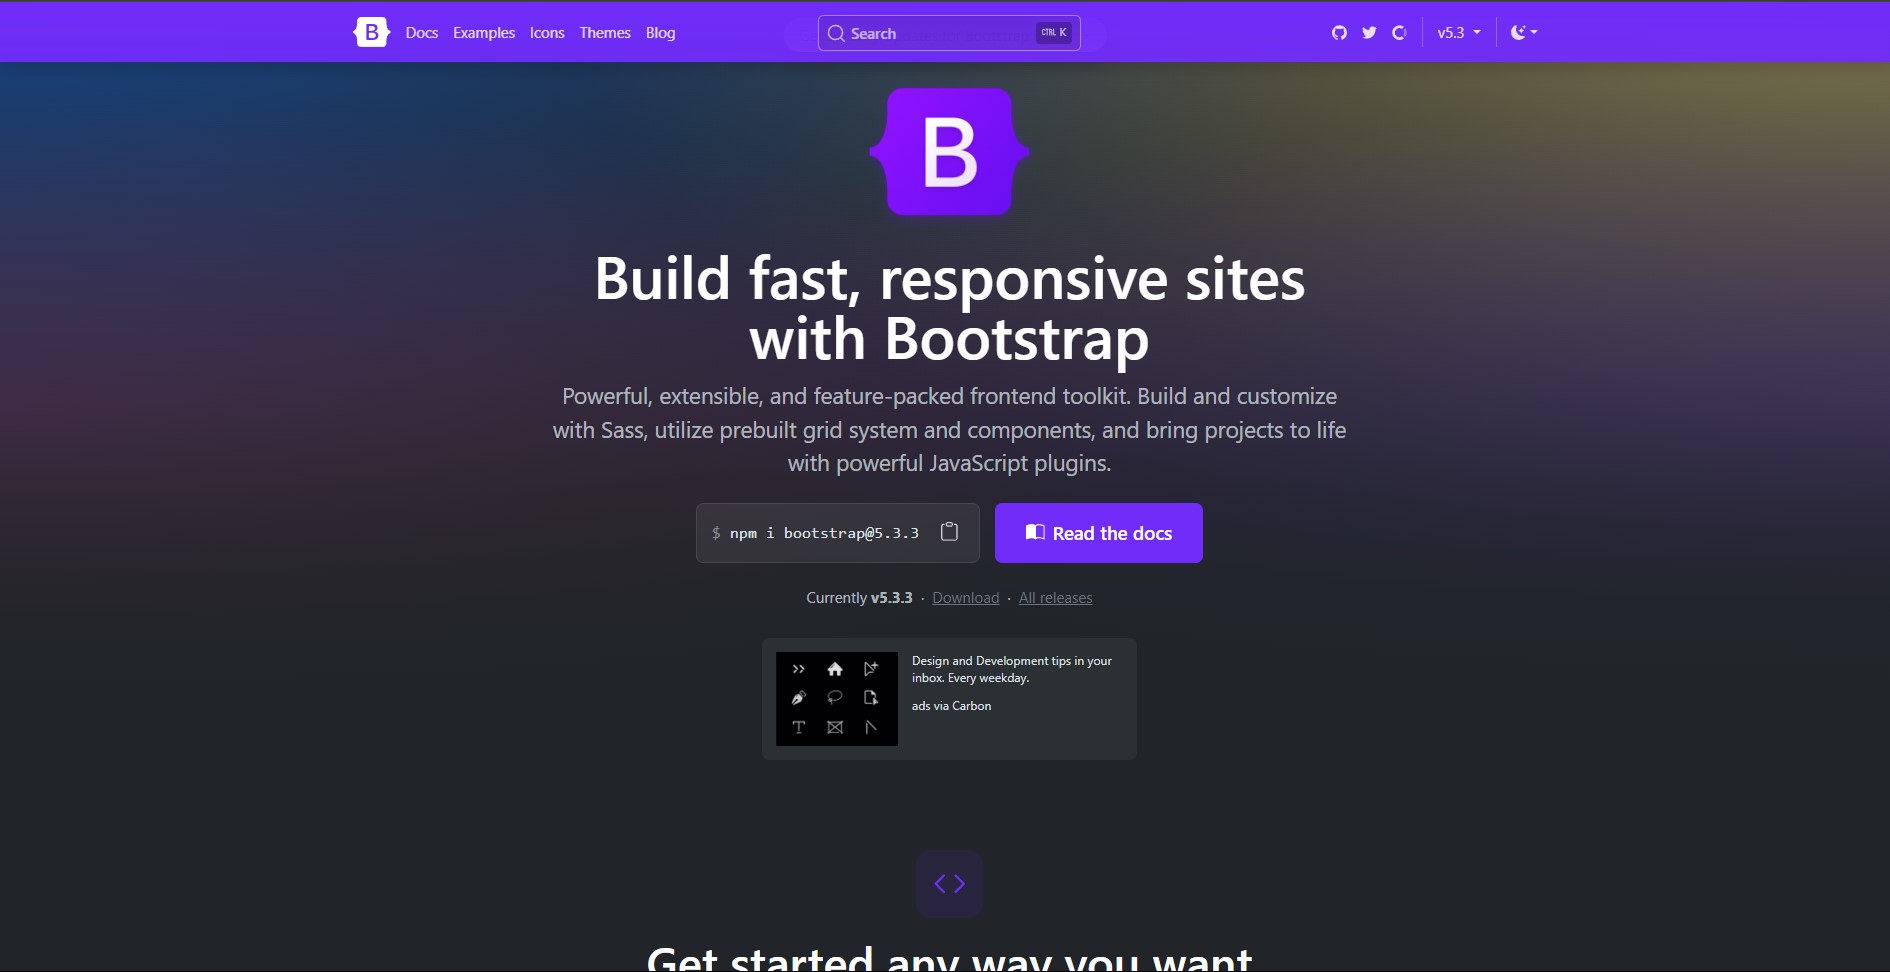 B Docs Examples Icons Themes Blog Search CTRL K v5.3
B
Build fast, responsive sites
with Bootstrap
Powerful, extensible, and feature-packed frontend toolkit. Build and customize
with Sass, utilize prebuilt grid system and components, and bring projects to life
with powerful JavaScript plugins.
$ npm i bootstrap@5.3.3
Read the docs
Currently v5.3.3 · Download · All releases
Design and Development tips in your
inbox. Every weekday.
ads via Carbon
Get started any way you want